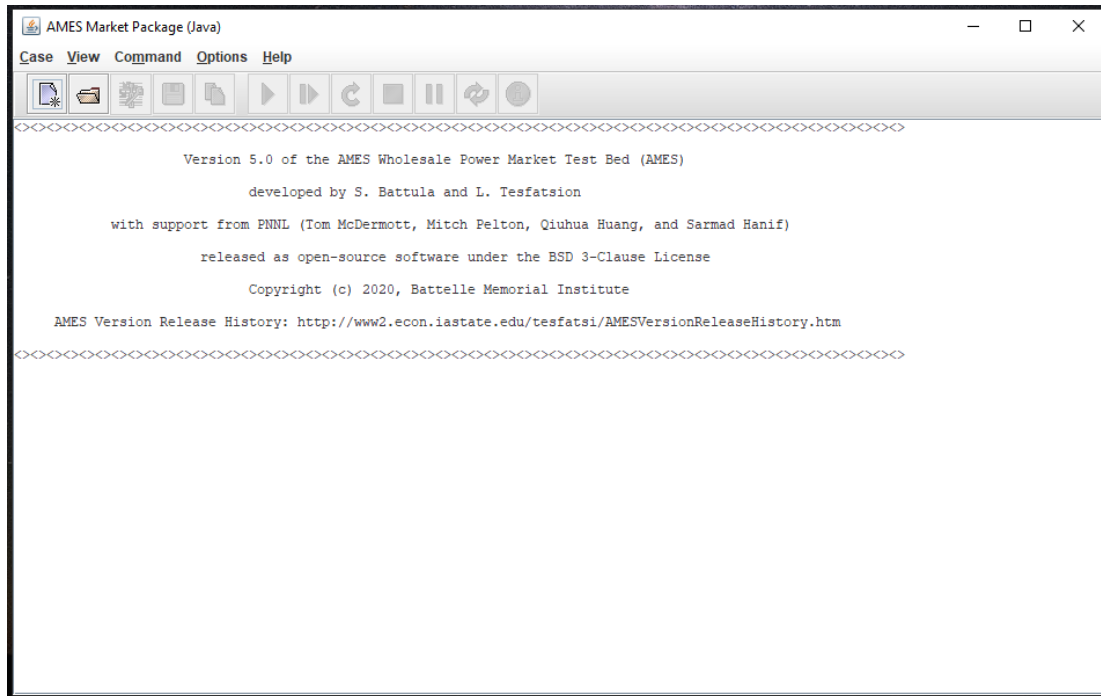 AMES Market Package (Java)
Case View Command Options Help
<><><><><><><><><><><><><><><><><><><><><><><><><><><><><><><><><><><><><><><><><><><><><><><><><><><><><><><>
Version 5.0 of the AMES Wholesale Power Market Test Bed (AMES)
developed by S. Battula and L. Tesfatsion
with support from PNNL (Tom McDermott, Mitch Pelton, Qiuhua Huang, and Sarmad Hanif)
released as open-source software under the BSD 3-Clause License
Copyright (c) 2020, Battelle Memorial Institute
AMES Version Release History: http://www2.econ.iastate.edu/tesfatsi/AMESVersionReleaseHistory.htm
<><><><><><><><><><><><><><><><><><><><><><><><><><><><><><><><><><><><><><><><><><><><><><><><><><><><><><><>